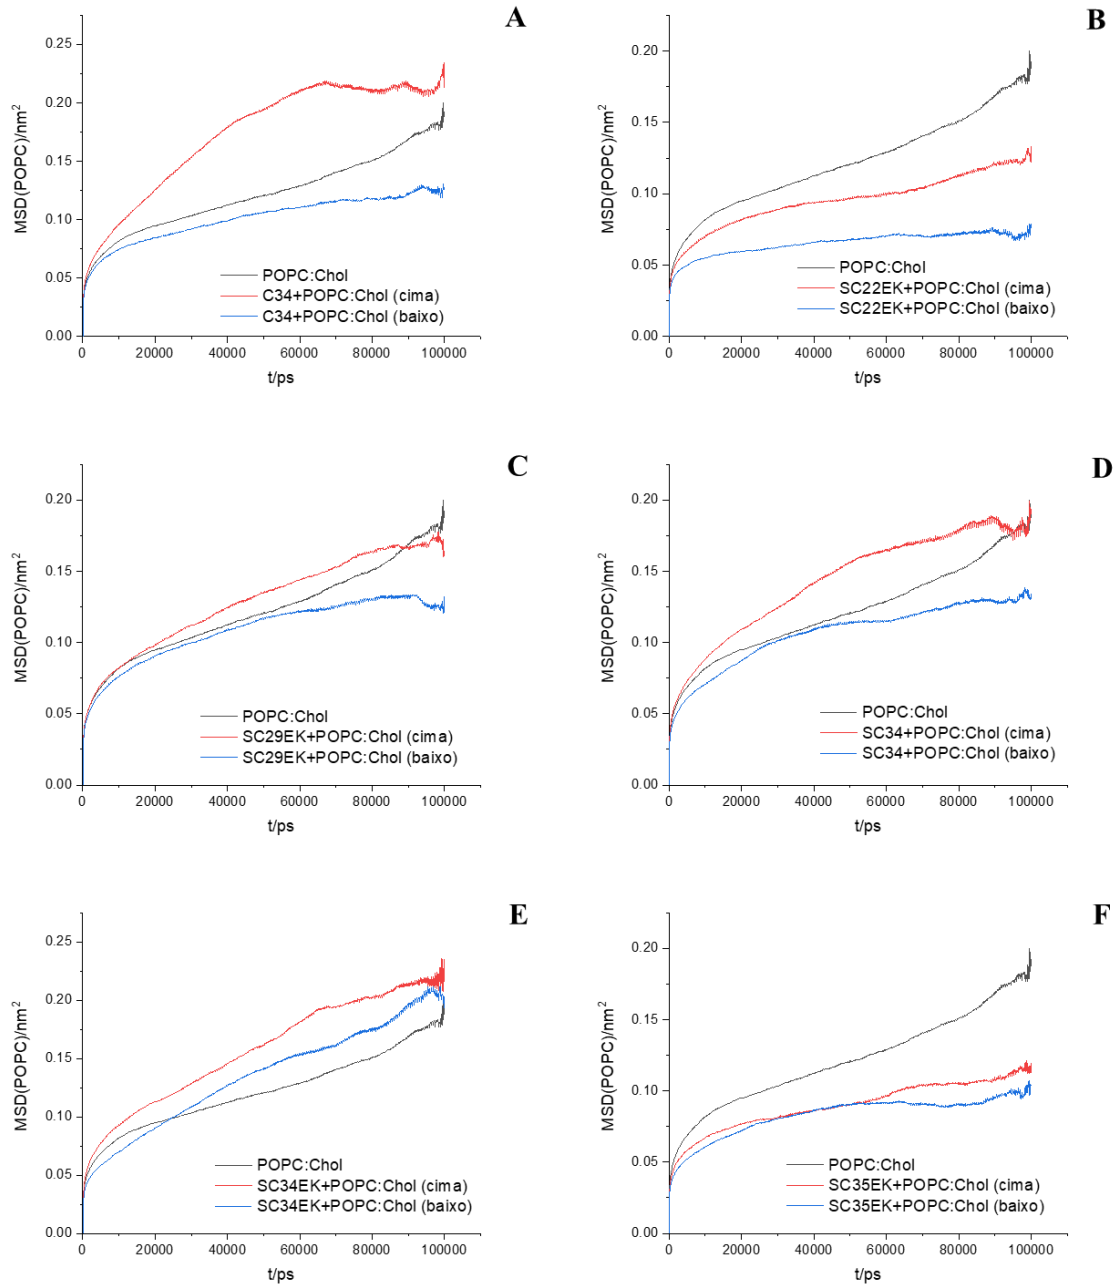 A
MSD(POPC)/nm²
0.25
0.20
0.15
0.10
0.05
0.00
POPC:Chol
C34+POPC:Chol (cima)
C34+POPC:Chol (baixo)
0 20000 40000 60000 80000 100000
t/ps
B
MSD(POPC)/nm²
0.20
0.15
0.10
0.05
0.00
POPC:Chol
SC22EK+POPC:Chol (cima)
SC22EK+POPC:Chol (baixo)
0 20000 40000 60000 80000 100000
t/ps
C
MSD(POPC)/nm²
0.20
0.15
0.10
0.05
0.00
POPC:Chol
SC29EK+POPC:Chol (cima)
SC29EK+POPC:Chol (baixo)
0 20000 40000 60000 80000 100000
t/ps
D
MSD(POPC)/nm²
0.20
0.15
0.10
0.05
0.00
POPC:Chol
SC34+POPC:Chol (cima)
SC34+POPC:Chol (baixo)
0 20000 40000 60000 80000 100000
t/ps
E
MSD(POPC)/nm²
0.25
0.20
0.15
0.10
0.05
0.00
POPC:Chol
SC34EK+POPC:Chol (cima)
SC34EK+POPC:Chol (baixo)
0 20000 40000 60000 80000 100000
t/ps
F
MSD(POPC)/nm²
0.20
0.15
0.10
0.05
0.00
POPC:Chol
SC35EK+POPC:Chol (cima)
SC35EK+POPC:Chol (baixo)
0 20000 40000 60000 80000 100000
t/ps